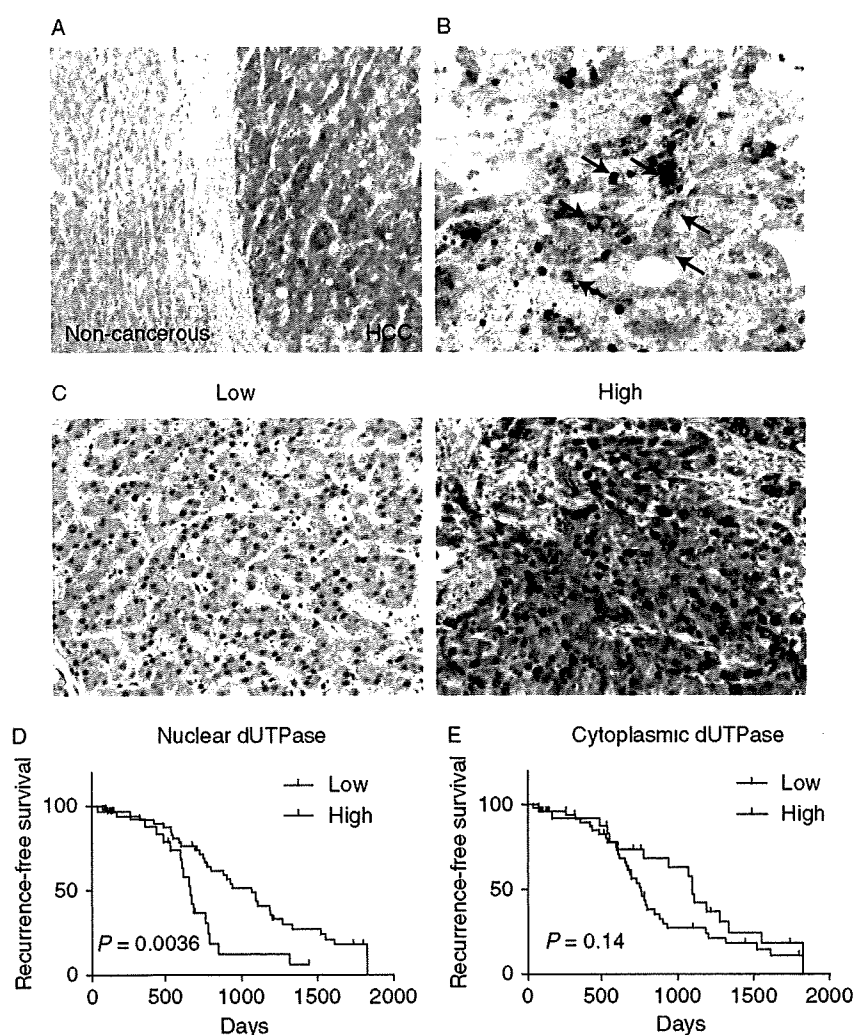 A
B
Non-cancerous
HCC
C
Low
High
D
Nuclear dUTPase
Low
High
Recurrence-free survival
100
50
0
P = 0.0036
0
500
1000
1500
2000
Days
E
Cytoplasmic dUTPase
Low
High
Recurrence-free survival
100
50
0
P = 0.14
0
500
1000
1500
2000
Days